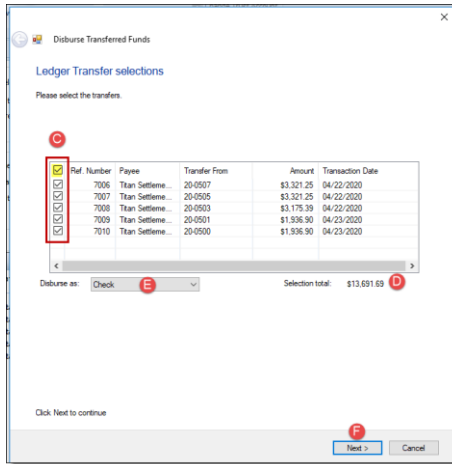 Disburse Transferred Funds
Ledger Transfer selections
Please select the transfers.
C
Ref. Number Payee Transfer From Amount Transaction Date
7006 Titan Settleme... 20-0507 $3,321.25 04/22/2020
7007 Titan Settleme... 20-0505 $3,321.25 04/22/2020
7008 Titan Settleme... 20-0503 $3,175.39 04/22/2020
7009 Titan Settleme... 20-0501 $1,936.90 04/23/2020
7010 Titan Settleme... 20-0500 $1,936.90 04/23/2020
Disburse as: Check E Selection total: $13,691.69 D
Click Next to continue
F
Next > Cancel